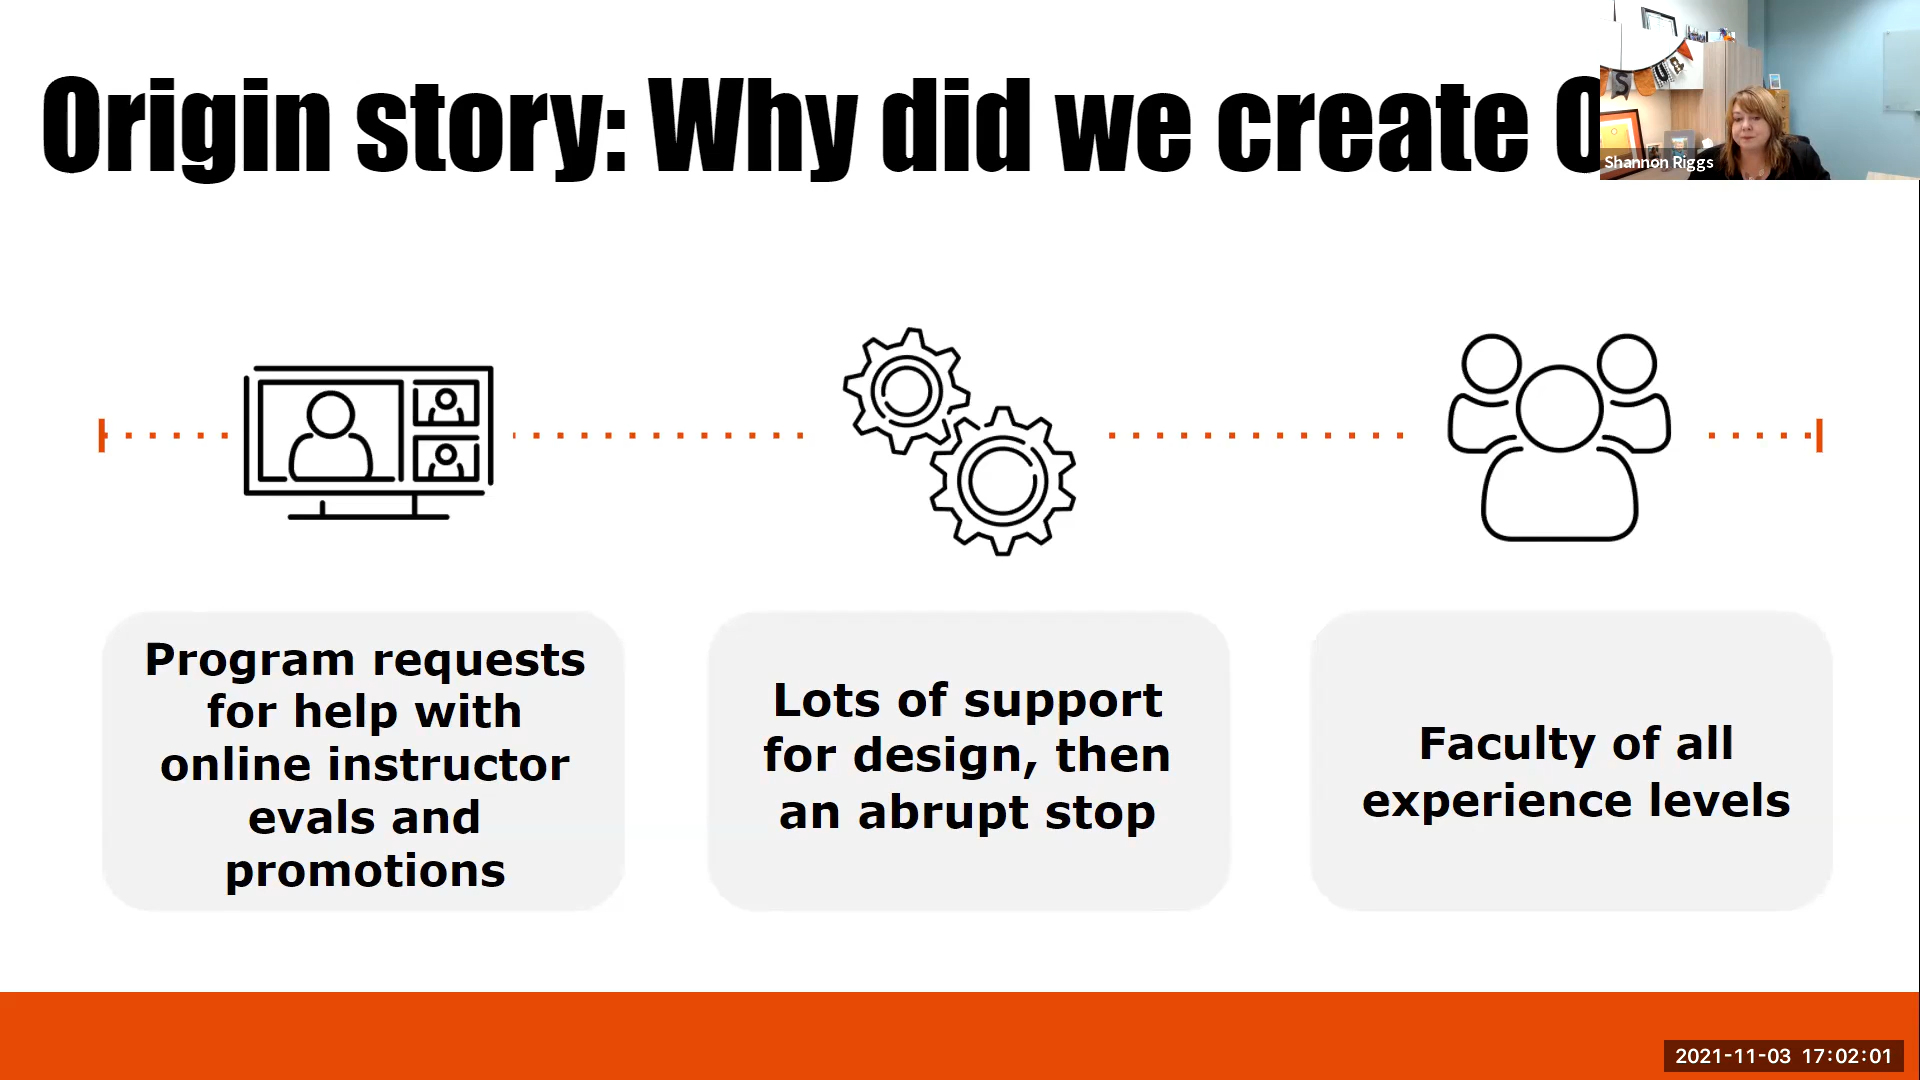 Origin story: Why did we create O
Shannon Riggs
Program requests
for help with
online instructor
evals and
promotions
Lots of support
for design, then
an abrupt stop
Faculty of all
experience levels
2021-11-03 17:02:01